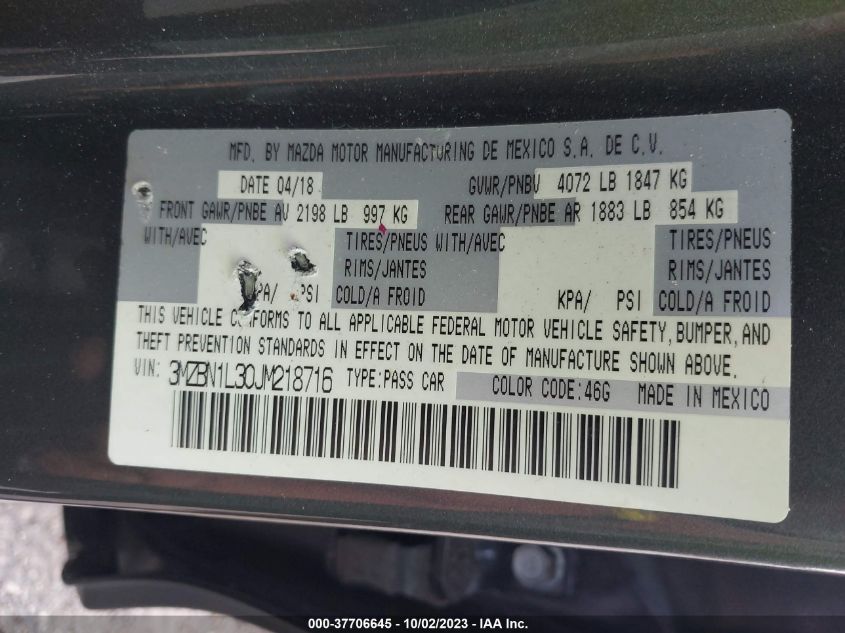 MFD. BY MAZDA MOTOR MANUFACTURING DE MEXICO S.A. DE C.V.
DATE 04/18 GVWR/PNBV 4072 LB 1847 KG
FRONT GAWR/PNBE AV 2198 LB 997 KG REAR GAWR/PNBE AR 1883 LB 854 KG
WITH/AVEC TIRES/PNEUS WITH/AVEC TIRES/PNEUS
RIMS/JANTES RIMS/JANTES
KPA/ PSI COLD/A FROID KPA/ PSI COLD/A FROID
THIS VEHICLE CONFORMS TO ALL APPLICABLE FEDERAL MOTOR VEHICLE SAFETY, BUMPER, AND
THEFT PREVENTION STANDARDS IN EFFECT ON THE DATE OF MANUFACTURE SHOWN ABOVE.
VIN: 3MZBN1L30JM218716 TYPE:PASS CAR COLOR CODE:46G MADE IN MEXICO
000-37706645 - 10/02/2023 - IAA Inc.